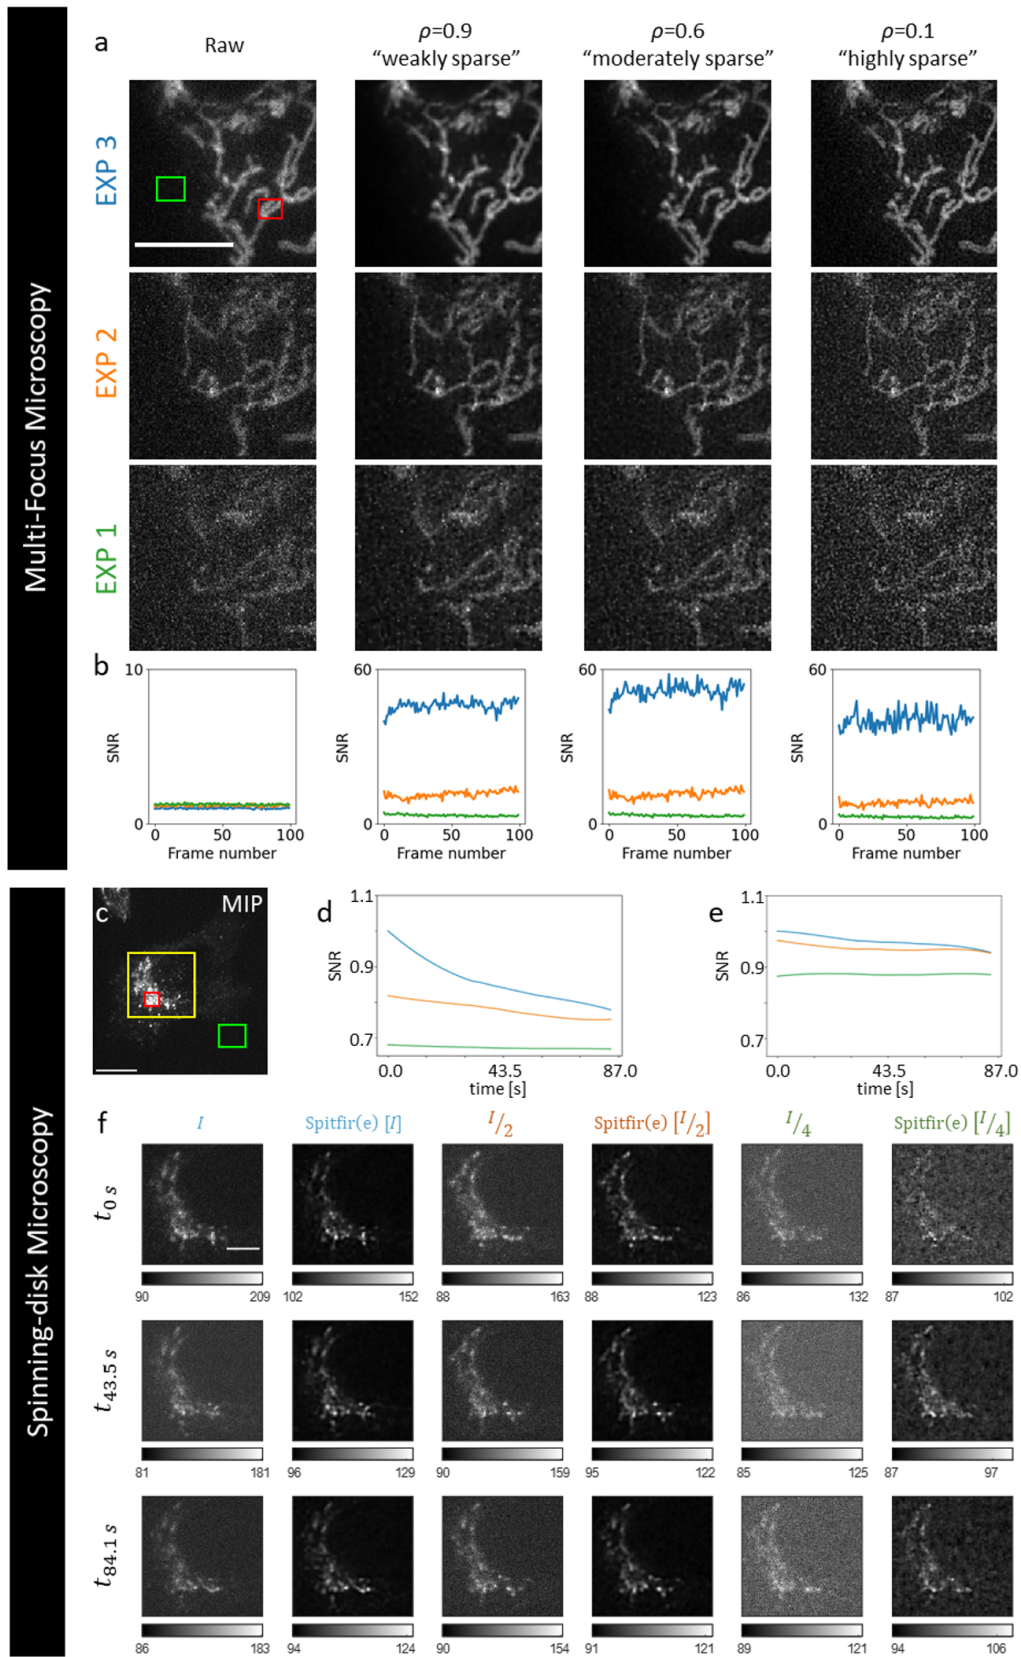 Multi-Focus Microscopy
a
Raw
ρ=0.9
“weakly sparse”
ρ=0.6
“moderately sparse”
ρ=0.1
“highly sparse”
EXP 3
EXP 2
EXP 1
b
10
0
SNR
0 50 100
Frame number
60
0
SNR
0 50 100
Frame number
60
0
SNR
0 50 100
Frame number
60
0
SNR
0 50 100
Frame number
Spinning-disk Microscopy
c
MIP
d
1.1
0.9
0.7
SNR
0.0 43.5 87.0
time [s]
e
1.1
0.9
0.7
SNR
0.0 43.5 87.0
time [s]
f
I
Spitfir(e) [I]
I/2
Spitfir(e) [I/2]
I/4
Spitfir(e) [I/4]
t0 s
90 209
102 152
88 163
88 123
86 132
87 102
t43.5 s
81 181
96 129
90 159
95 122
85 125
87 97
t84.1 s
86 183
94 124
90 154
91 121
89 121
94 106